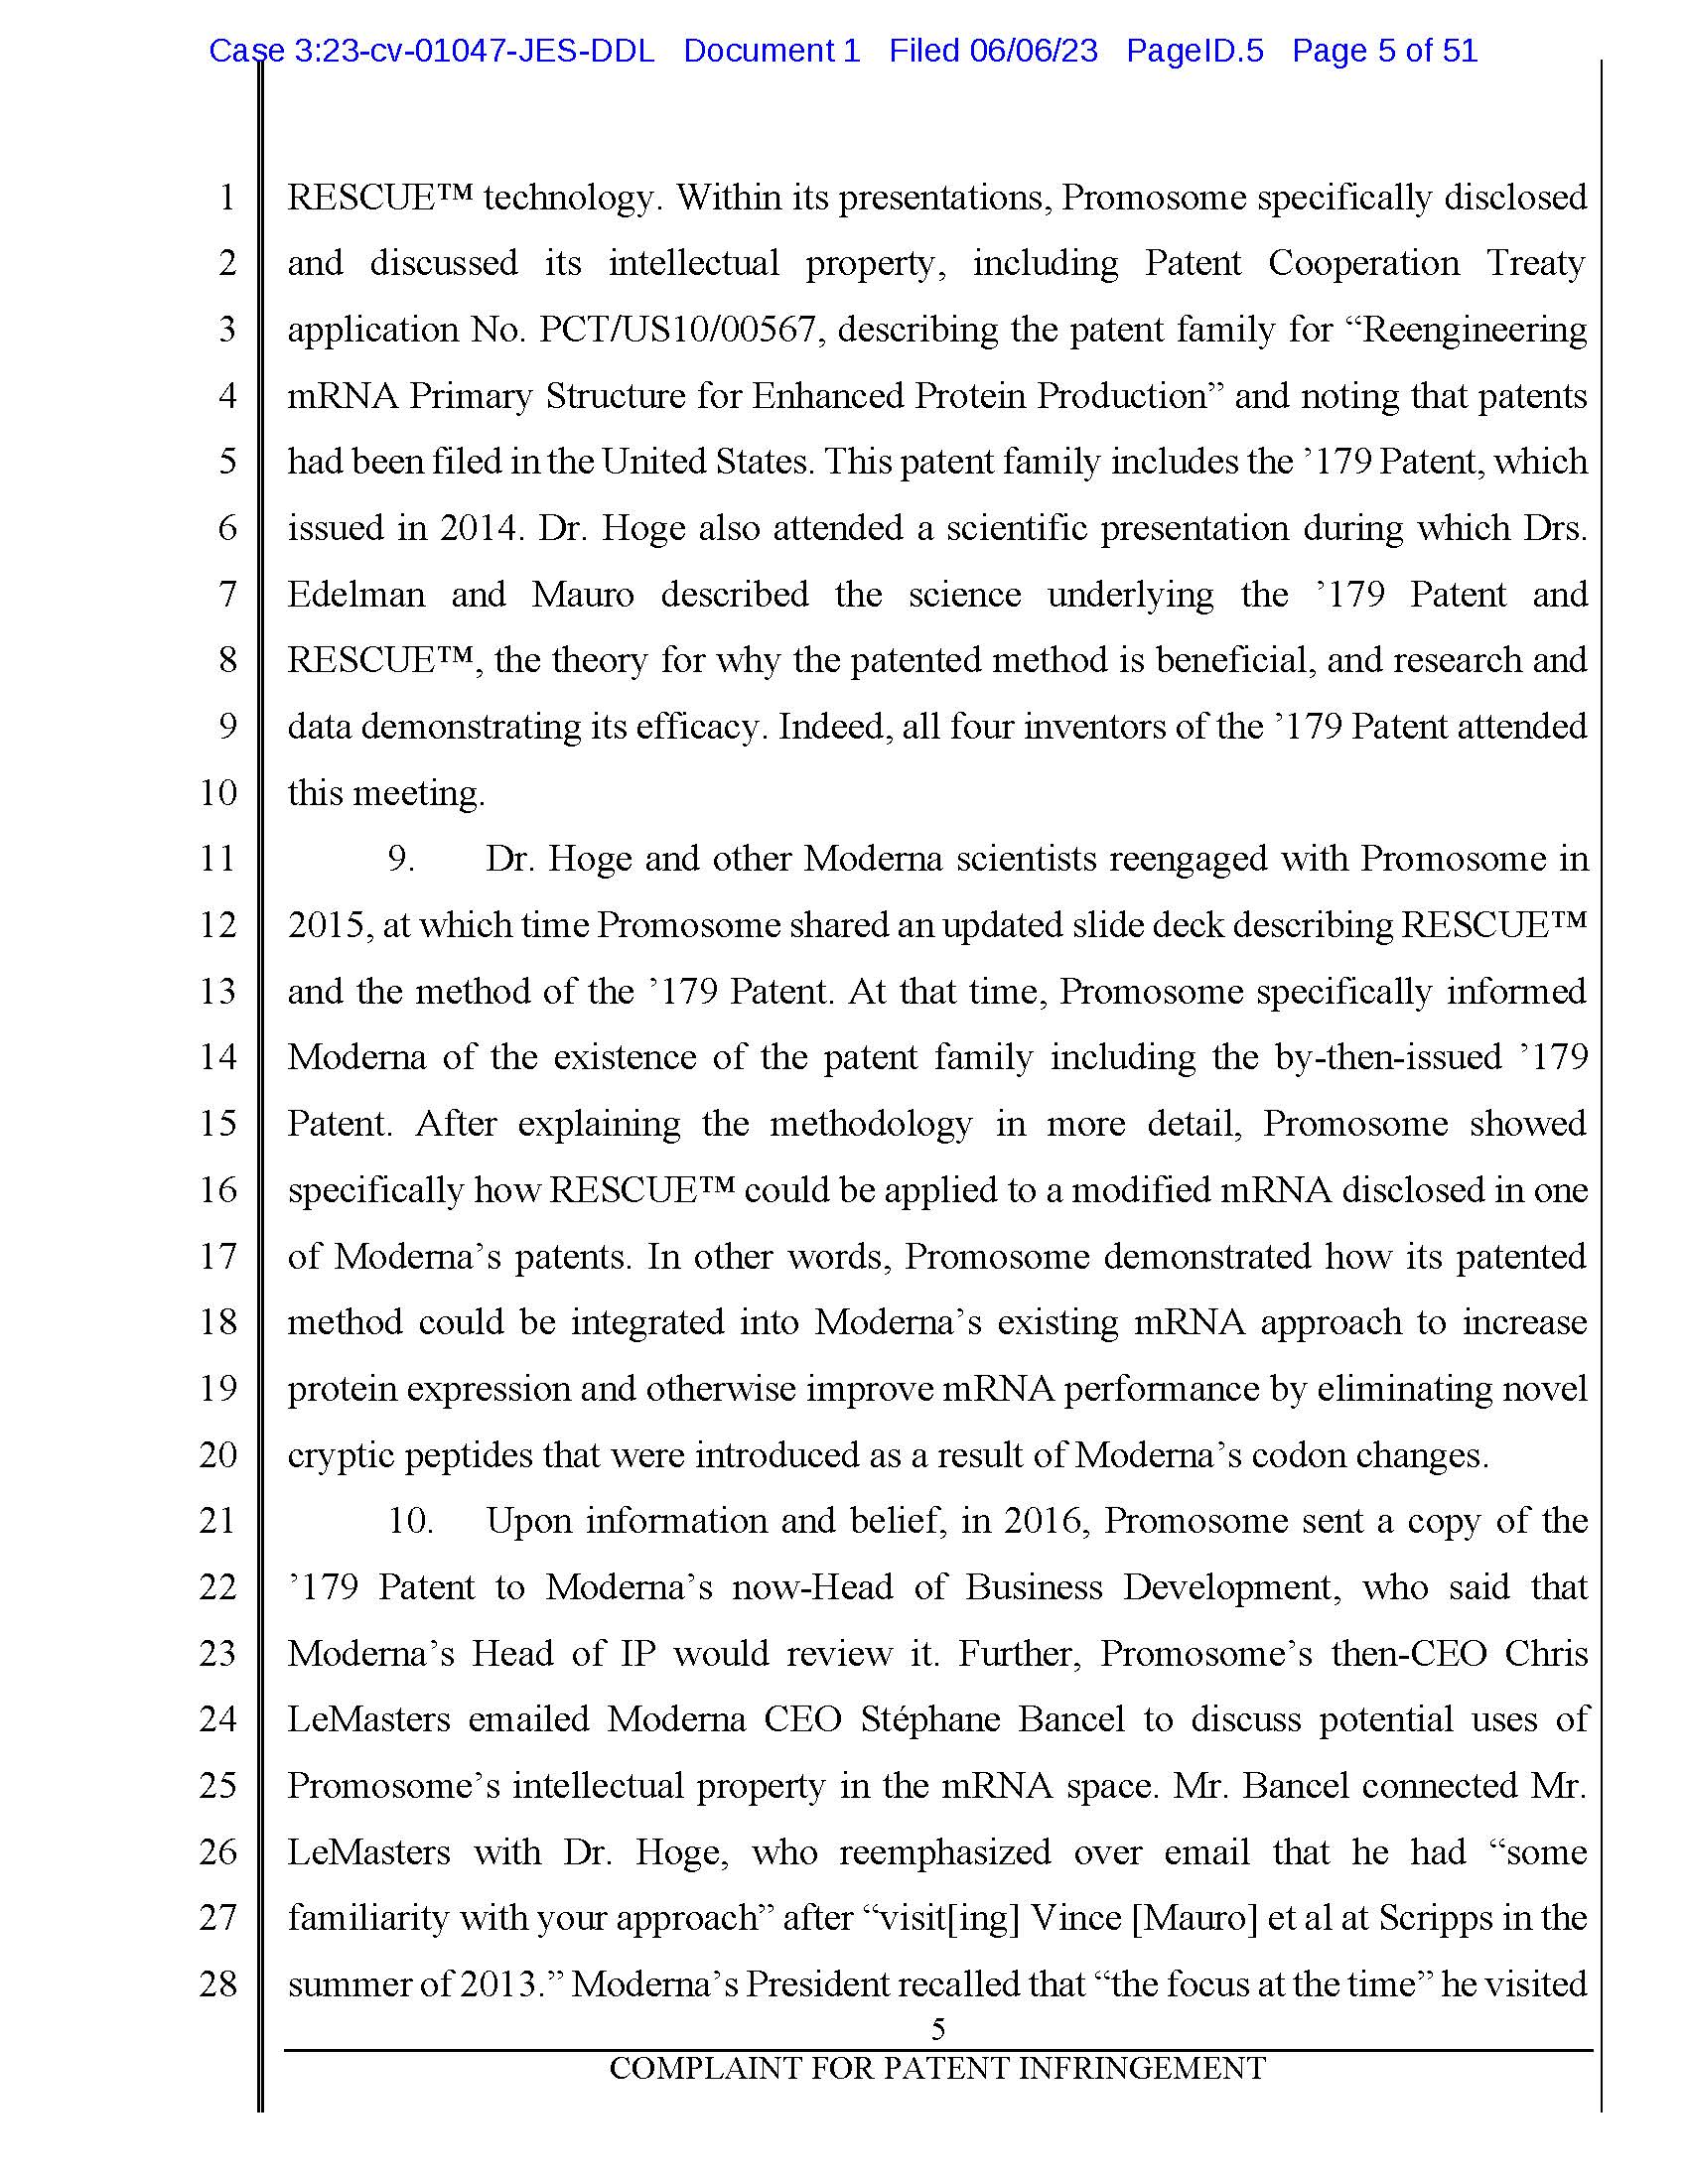 Case 3:23-cv-01047-JES-DDL Document 1 Filed 06/06/23 PageID.5 Page 5 of 51
1 RESCUE™ technology. Within its presentations, Promosome specifically disclosed
2 and discussed its intellectual property, including Patent Cooperation Treaty
3 application No. PCT/US10/00567, describing the patent family for “Reengineering
4 mRNA Primary Structure for Enhanced Protein Production” and noting that patents
5 had been filed in the United States. This patent family includes the ’179 Patent, which
6 issued in 2014. Dr. Hoge also attended a scientific presentation during which Drs.
7 Edelman and Mauro described the science underlying the ’179 Patent and
8 RESCUE™, the theory for why the patented method is beneficial, and research and
9 data demonstrating its efficacy. Indeed, all four inventors of the ’179 Patent attended
10 this meeting.
11 9. Dr. Hoge and other Moderna scientists reengaged with Promosome in
12 2015, at which time Promosome shared an updated slide deck describing RESCUE™
13 and the method of the ’179 Patent. At that time, Promosome specifically informed
14 Moderna of the existence of the patent family including the by-then-issued ’179
15 Patent. After explaining the methodology in more detail, Promosome showed
16 specifically how RESCUE™ could be applied to a modified mRNA disclosed in one
17 of Moderna’s patents. In other words, Promosome demonstrated how its patented
18 method could be integrated into Moderna’s existing mRNA approach to increase
19 protein expression and otherwise improve mRNA performance by eliminating novel
20 cryptic peptides that were introduced as a result of Moderna’s codon changes.
21 10. Upon information and belief, in 2016, Promosome sent a copy of the
22 ’179 Patent to Moderna’s now-Head of Business Development, who said that
23 Moderna’s Head of IP would review it. Further, Promosome’s then-CEO Chris
24 LeMasters emailed Moderna CEO Stéphane Bancel to discuss potential uses of
25 Promosome’s intellectual property in the mRNA space. Mr. Bancel connected Mr.
26 LeMasters with Dr. Hoge, who reemphasized over email that he had “some
27 familiarity with your approach” after “visit[ing] Vince [Mauro] et al at Scripps in the
28 summer of 2013.” Moderna’s President recalled that “the focus at the time” he visited
5
COMPLAINT FOR PATENT INFRINGEMENT